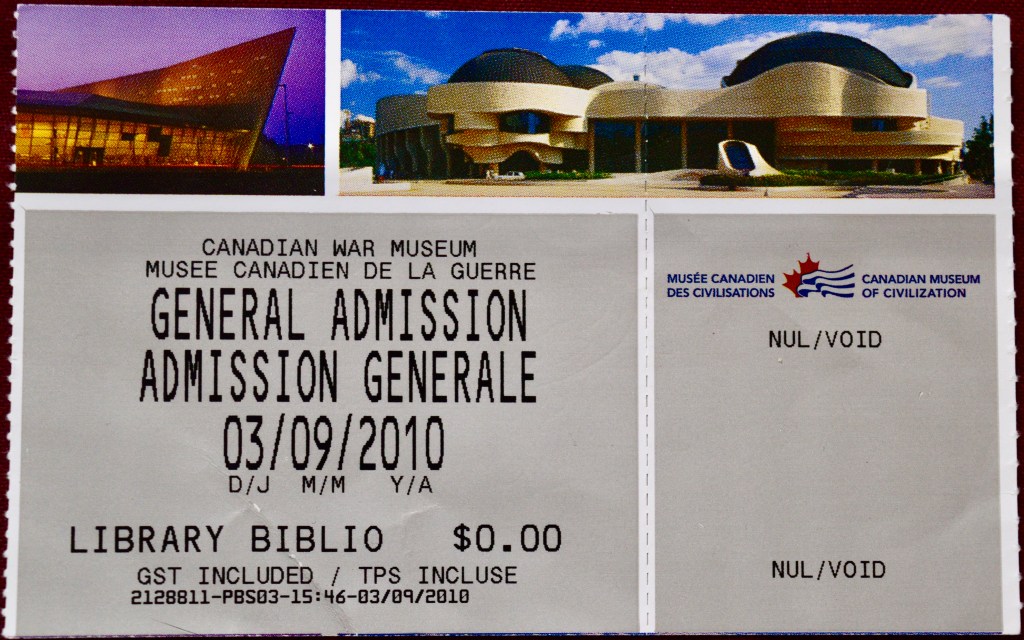 CANADIAN WAR MUSEUM
MUSEE CANADIEN DE LA GUERRE
GENERAL ADMISSION
ADMISSION GENERALE
03/09/2010
D/J M/M Y/A
LIBRARY BIBLIO $0.00
GST INCLUDED / TPS INCLUSE
2128811-PBS03-15:46-03/09/2010
MUSÉE CANADIEN DES CIVILISATIONS
CANADIAN MUSEUM OF CIVILIZATION
NUL/VOID
NUL/VOID